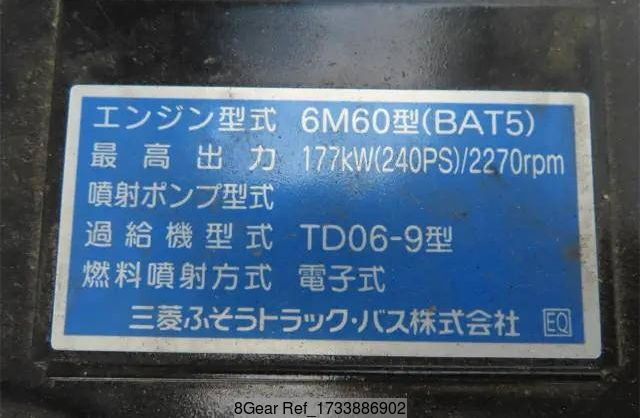 エンジン型式 6M60型(BAT5)
最高出力 177kW(240PS)/2270rpm
噴射ポンプ型式
過給機型式 TD06-9型
燃料噴射方式 電子式
三菱ふそうトラック・バス株式会社 EQ
8Gear Ref_1733886902